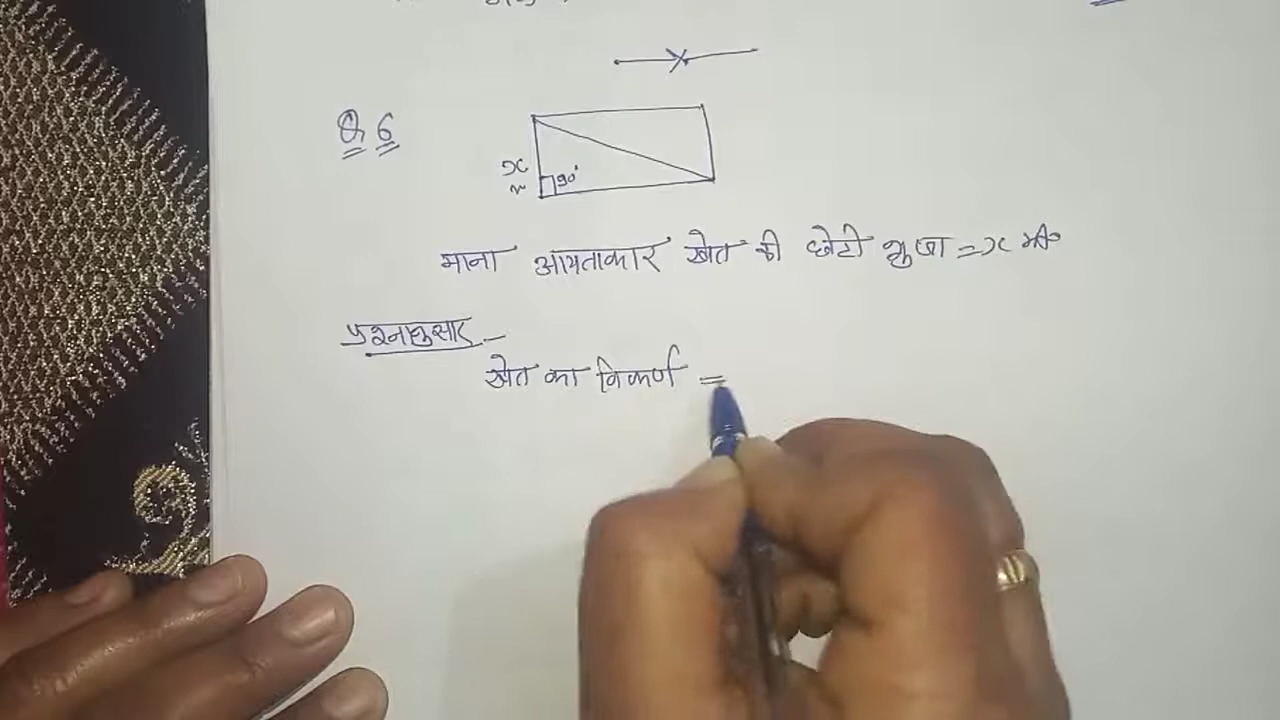 Q 6
x
m
90°
माना आयताकार खेत की छोटी भुजा = x मी०
प्रश्नानुसार -
खेत का विकर्ण =